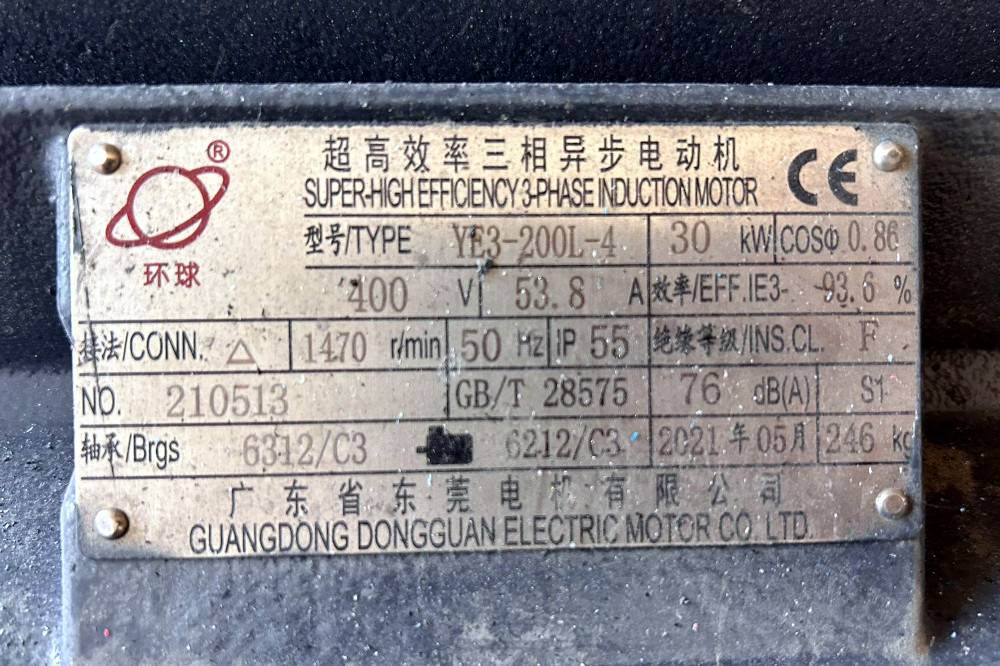 ®
环球
超高效率三相异步电动机
SUPER-HIGH EFFICIENCY 3-PHASE INDUCTION MOTOR
CE
型号/TYPE YE3-200L-4 30 kW COSΦ 0.86
400 V 53.8 A 效率/EFF.IE3- 93.6 %
接法/CONN. △ 1470 r/min 50 Hz IP 55 绝缘等级/INS.CL. F
NO. 210513 GB/T 28575 76 dB(A) S1
轴承/Brgs 6312/C3 6212/C3 2021年05月 246 kg
广东省东莞电机有限公司
GUANGDONG DONGGUAN ELECTRIC MOTOR CO.,LTD.